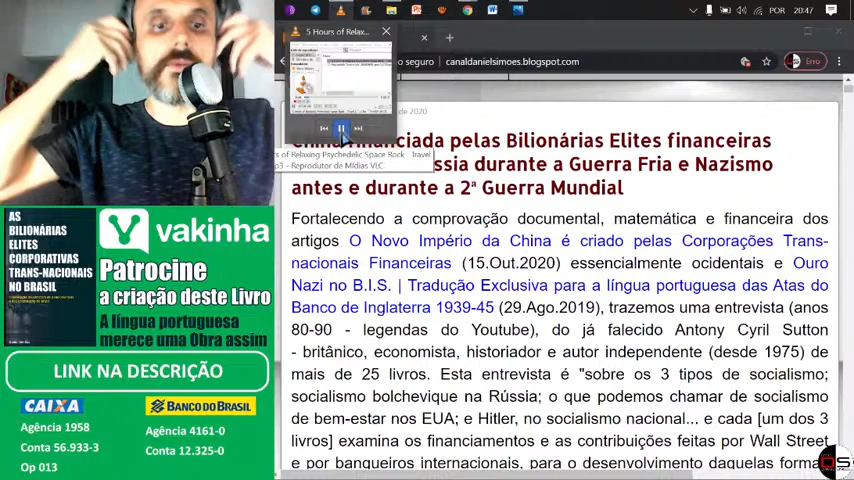 POR
20:47
5 Hours of Relax...
o seguro | canaldanielsimoes.blogspot.com
Erro
de 2020
rs of Relaxing Psychedelic Space Rock Travel
p3 - Reprodutor de Mídias VLC
financiada pelas Bilionárias Elites financeiras
ssia durante a Guerra Fria e Nazismo
antes e durante a 2ª Guerra Mundial
Fortalecendo a comprovação documental, matemática e financeira dos
artigos O Novo Império da China é criado pelas Corporações Trans-
nacionais Financeiras (15.Out.2020) essencialmente ocidentais e Ouro
Nazi no B.I.S. | Tradução Exclusiva para a língua portuguesa das Atas do
Banco de Inglaterra 1939-45 (29.Ago.2019), trazemos uma entrevista (anos
80-90 - legendas do Youtube), do já falecido Antony Cyril Sutton
- britânico, economista, historiador e autor independente (desde 1975) de
mais de 25 livros. Esta entrevista é "sobre os 3 tipos de socialismo;
socialismo bolchevique na Rússia; o que podemos chamar de socialismo
de bem-estar nos EUA; e Hitler, no socialismo nacional... e cada [um dos 3
livros] examina os financiamentos e as contribuições feitas por Wall Street
e por banqueiros internacionais, para o desenvolvimento daquelas formas
AS
BILIONÁRIAS
ELITES
CORPORATIVAS
TRANS-NACIONAIS
NO BRASIL
vakinha
Patrocine
a criação deste Livro
A língua portuguesa
merece uma Obra assim
LINK NA DESCRIÇÃO
CAIXA
Agência 1958
Conta 56.933-3
Op 013
BANCO DO BRASIL
Agência 4161-0
Conta 12.325-0
DS